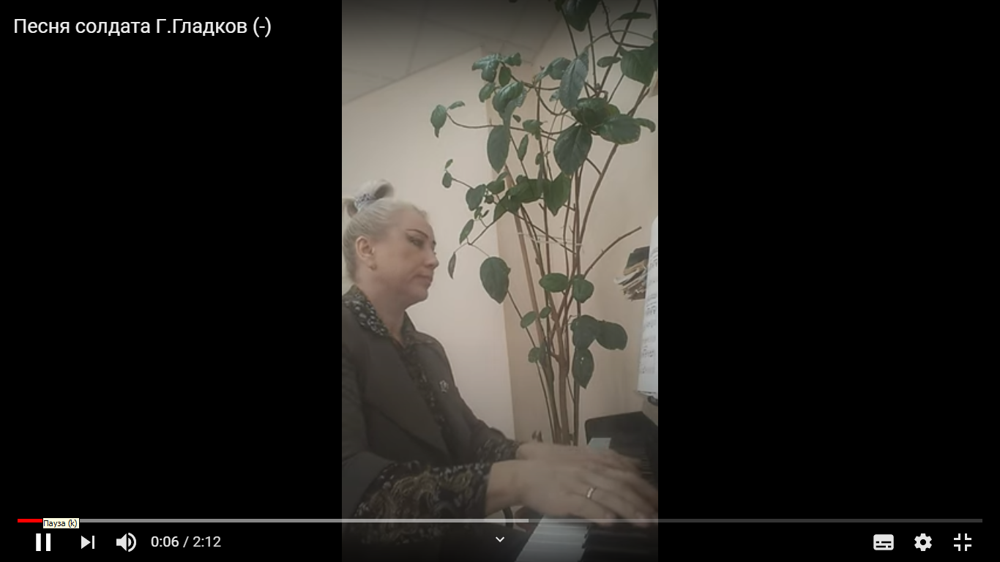 Песня солдата Г.Гладков (-)
Пауза (k)
0:06 / 2:12